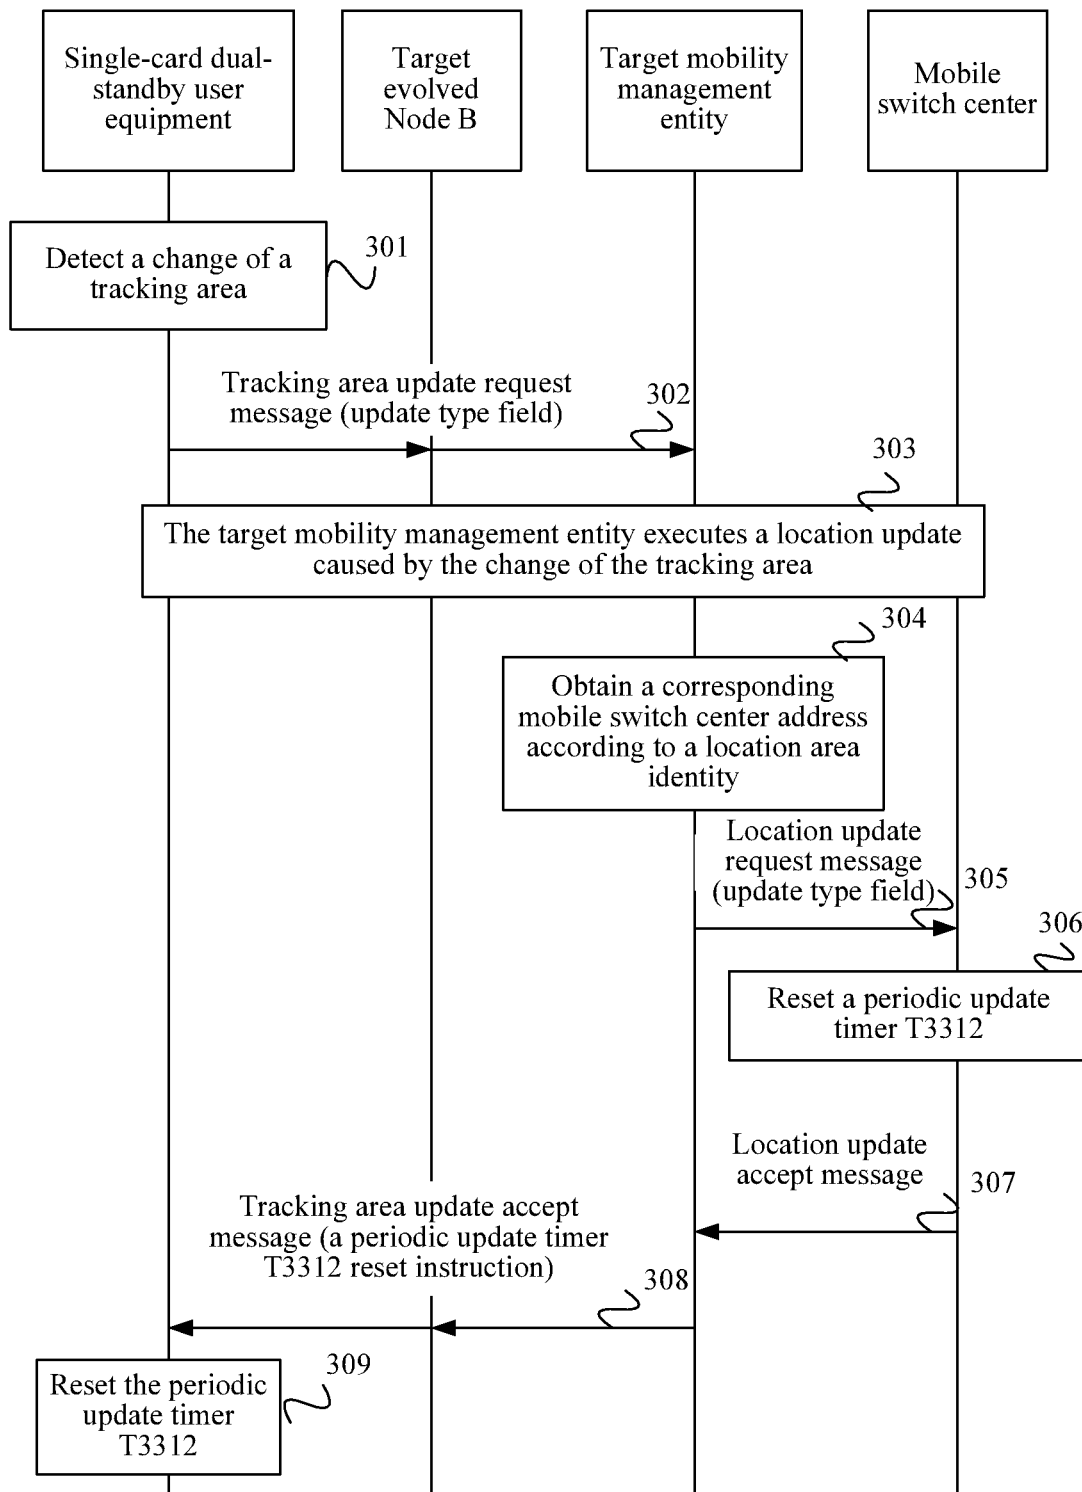 Single-card dual-
standby user
equipment
Target
evolved
Node B
Target mobility
management
entity
Mobile
switch center
Detect a change of a
tracking area
301
Tracking area update request
message (update type field)
302
303
The target mobility management entity executes a location update
caused by the change of the tracking area
304
Obtain a corresponding
mobile switch center address
according to a location area
identity
Location update
request message
(update type field)
305
306
Reset a periodic update
timer T3312
Location update
accept message
307
Tracking area update accept
message (a periodic update timer
T3312 reset instruction)
308
309
Reset the periodic
update timer
T3312